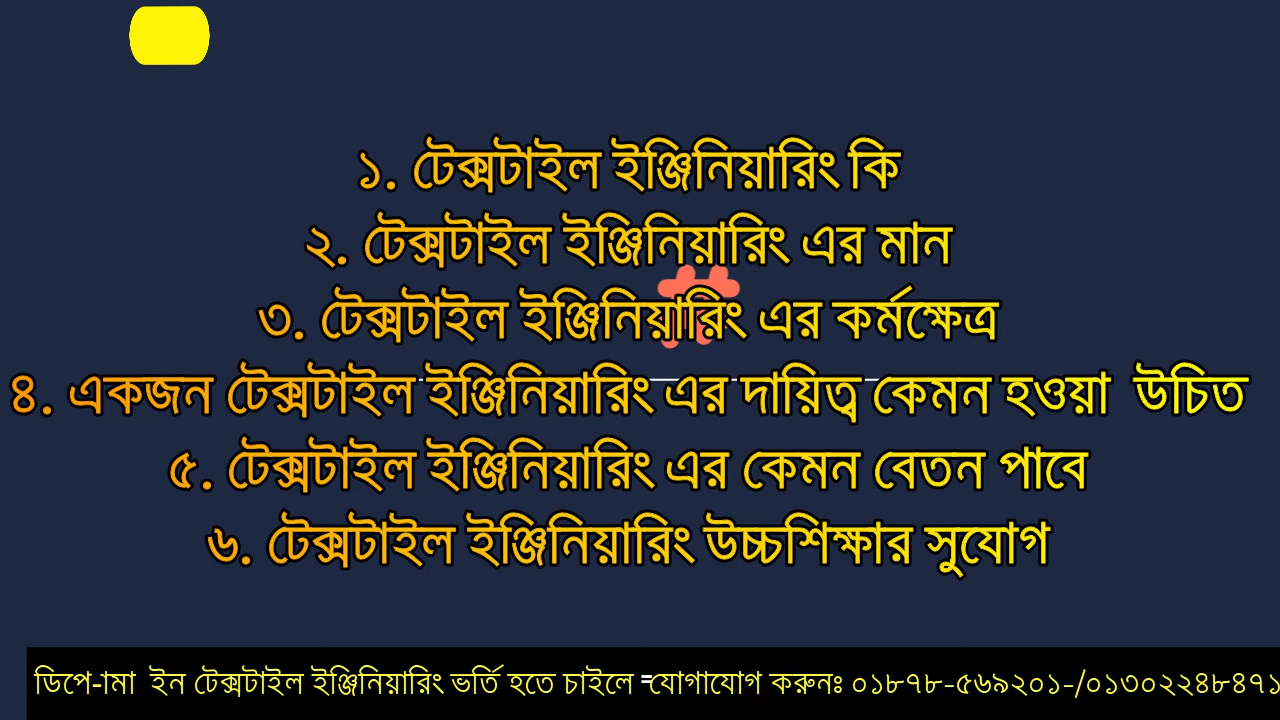 ১. টেক্সটাইল ইঞ্জিনিয়ারিং কি
২. টেক্সটাইল ইঞ্জিনিয়ারিং এর মান
৩. টেক্সটাইল ইঞ্জিনিয়ারিং এর কর্মক্ষেত্র
৪. একজন টেক্সটাইল ইঞ্জিনিয়ারিং এর দায়িত্ব কেমন হওয়া উচিত
৫. টেক্সটাইল ইঞ্জিনিয়ারিং এর কেমন বেতন পাবে
৬. টেক্সটাইল ইঞ্জিনিয়ারিং উচ্চশিক্ষার সুযোগ
ডিপে-ামা ইন টেক্সটাইল ইঞ্জিনিয়ারিং ভর্তি হতে চাইলে যোগাযোগ করুনঃ ০১৮৭৮-৫৬৯২০১-/০১৩০২২৪৮৪৭১